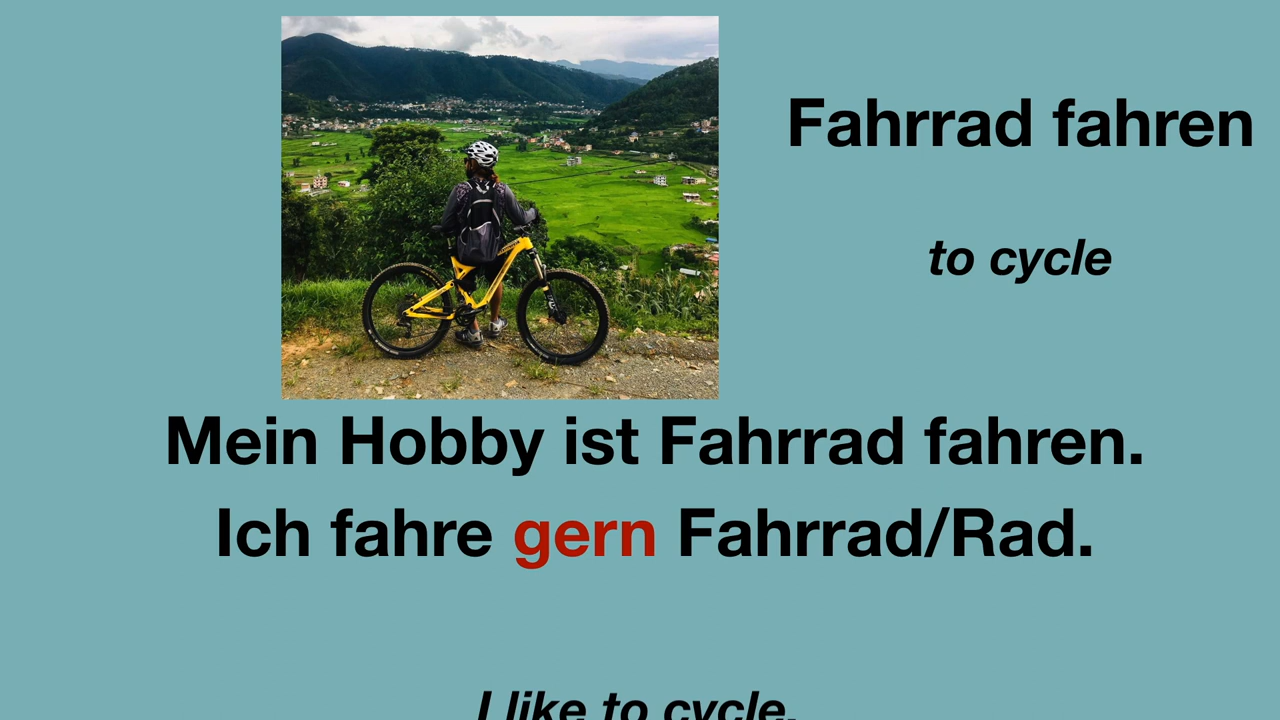 Fahrrad fahren
to cycle
Mein Hobby ist Fahrrad fahren.
Ich fahre gern Fahrrad/Rad.
I like to cycle.